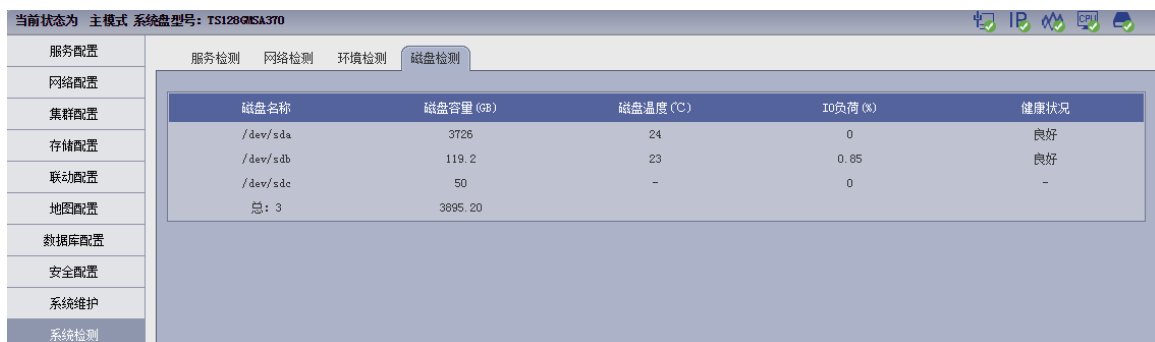 当前状态为 主模式 系统盘型号: TS128GMSA370
IP CPU
服务配置
网络配置
集群配置
存储配置
联动配置
地图配置
数据库配置
安全配置
系统维护
系统检测
服务检测 网络检测 环境检测 磁盘检测
磁盘名称 磁盘容量(GB) 磁盘温度(℃) IO负荷(%) 健康状况
/dev/sda 3726 24 0 良好
/dev/sdb 119.2 23 0.85 良好
/dev/sdc 50 - 0 -
总: 3 3895.20